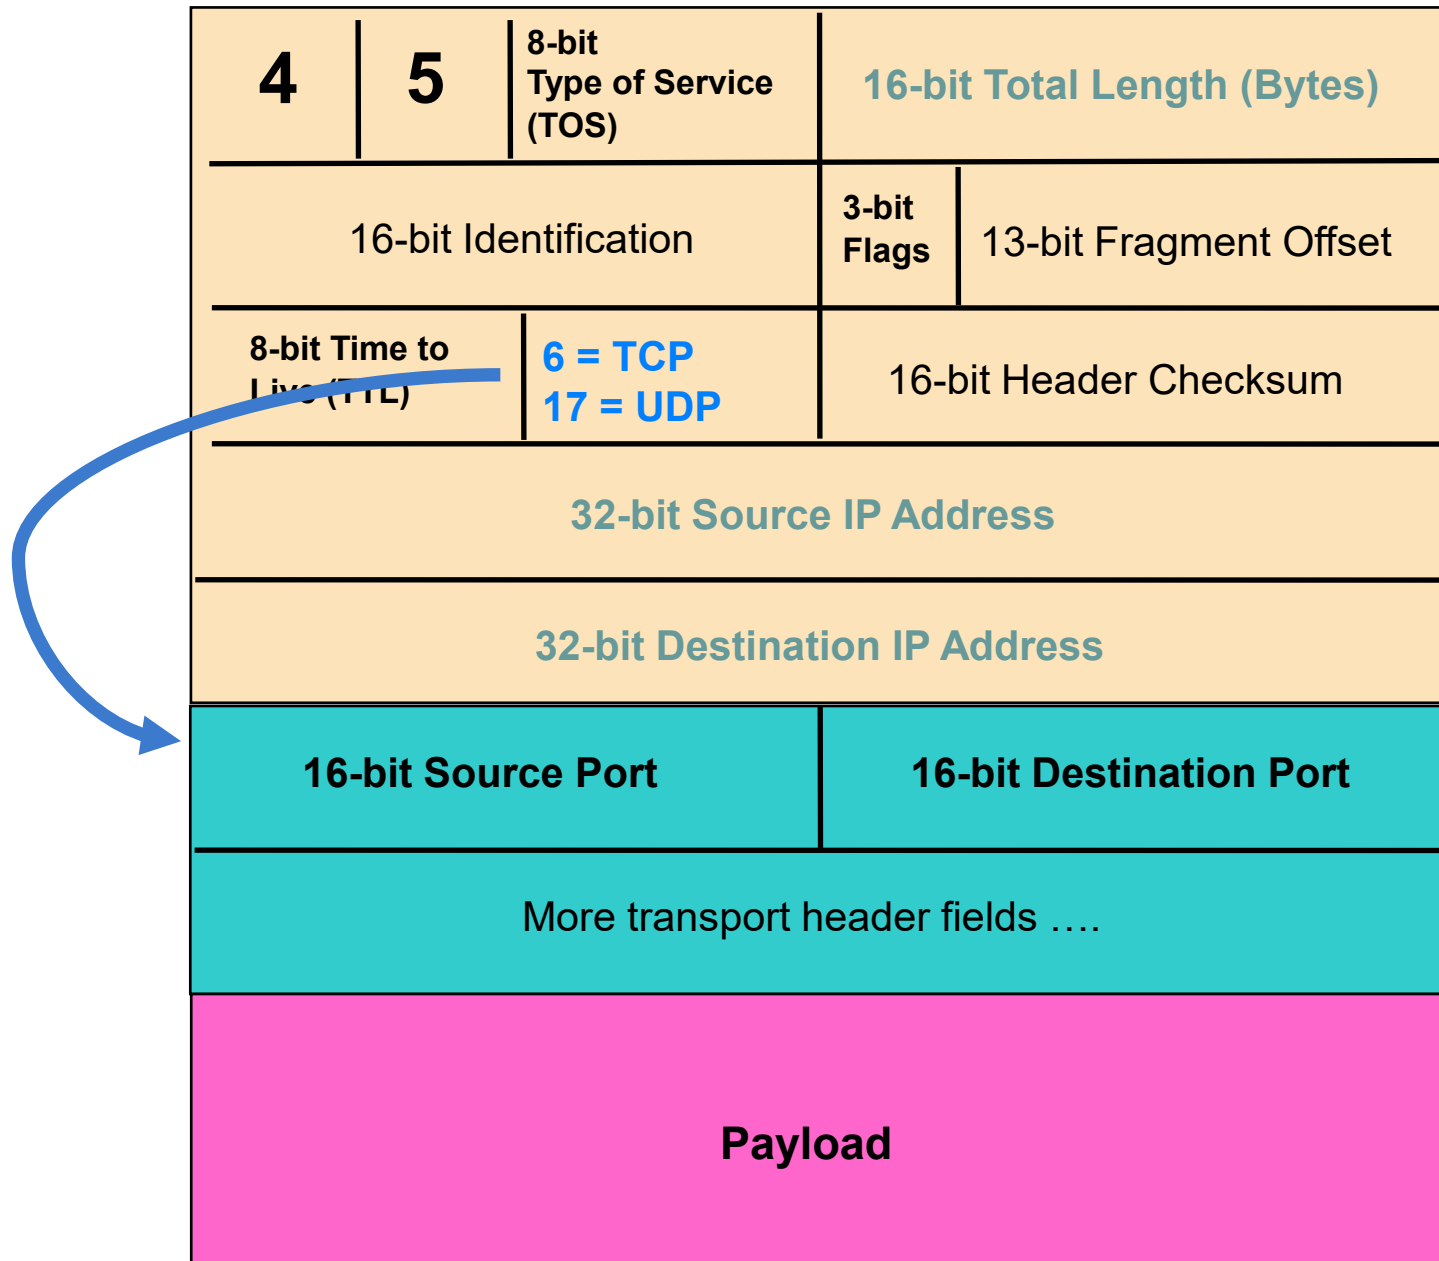 4
5
8-bit
Type of Service
(TOS)
16-bit Total Length (Bytes)
16-bit Identification
3-bit
Flags
13-bit Fragment Offset
8-bit Time to
Live (TTL)
6 = TCP
17 = UDP
16-bit Header Checksum
32-bit Source IP Address
32-bit Destination IP Address
16-bit Source Port
16-bit Destination Port
More transport header fields ….
Payload